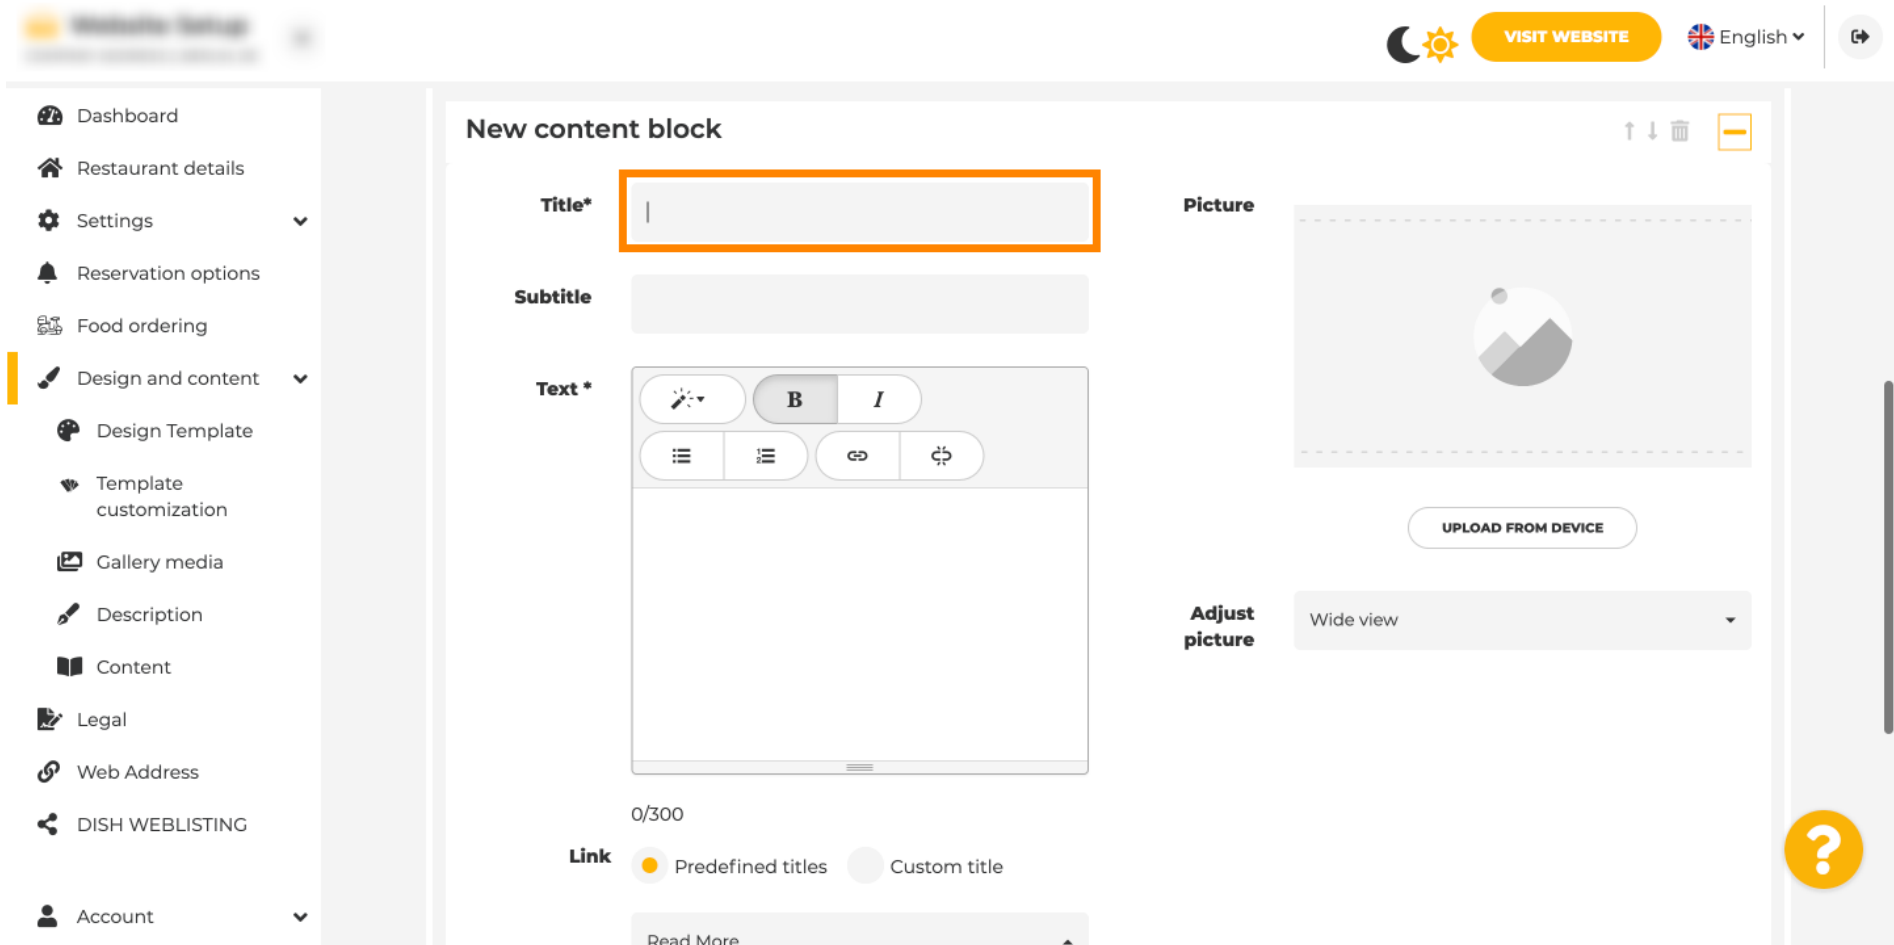 Website Setup
VISIT WEBSITE
English
Dashboard
Restaurant details
Settings
Reservation options
Food ordering
Design and content
Design Template
Template
customization
Gallery media
Description
Content
Legal
Web Address
DISH WEBLISTING
Account
New content block
Title*
Subtitle
Text *
B I
0/300
Link
Predefined titles
Custom title
Read More
Picture
UPLOAD FROM DEVICE
Adjust
picture
Wide view
?